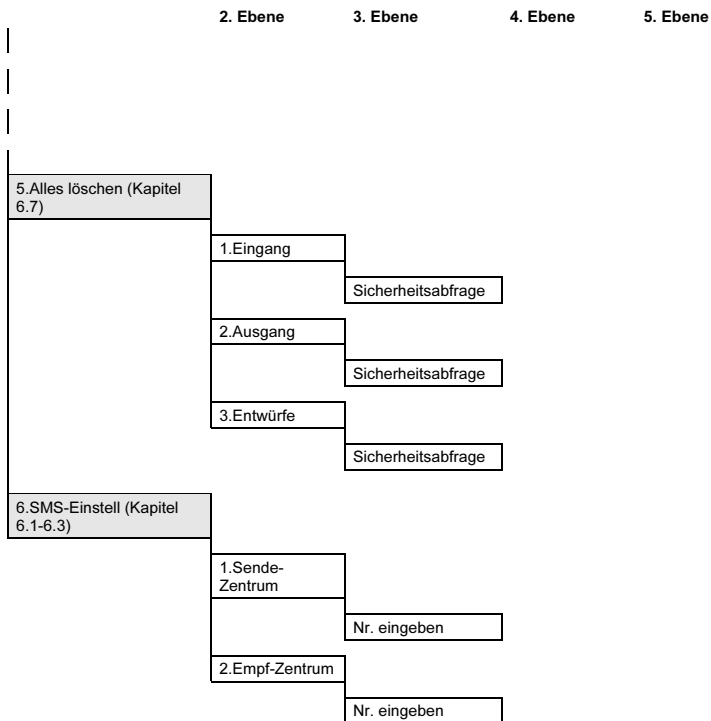 2. Ebene 3. Ebene 4. Ebene 5. Ebene
5.Alles löschen (Kapitel
6.7)
1.Eingang
Sicherheitsabfrage
2.Ausgang
Sicherheitsabfrage
3.Entwürfe
Sicherheitsabfrage
6.SMS-Einstell (Kapitel
6.1-6.3)
1.Sende-
Zentrum
Nr. eingeben
2.Empf-Zentrum
Nr. eingeben